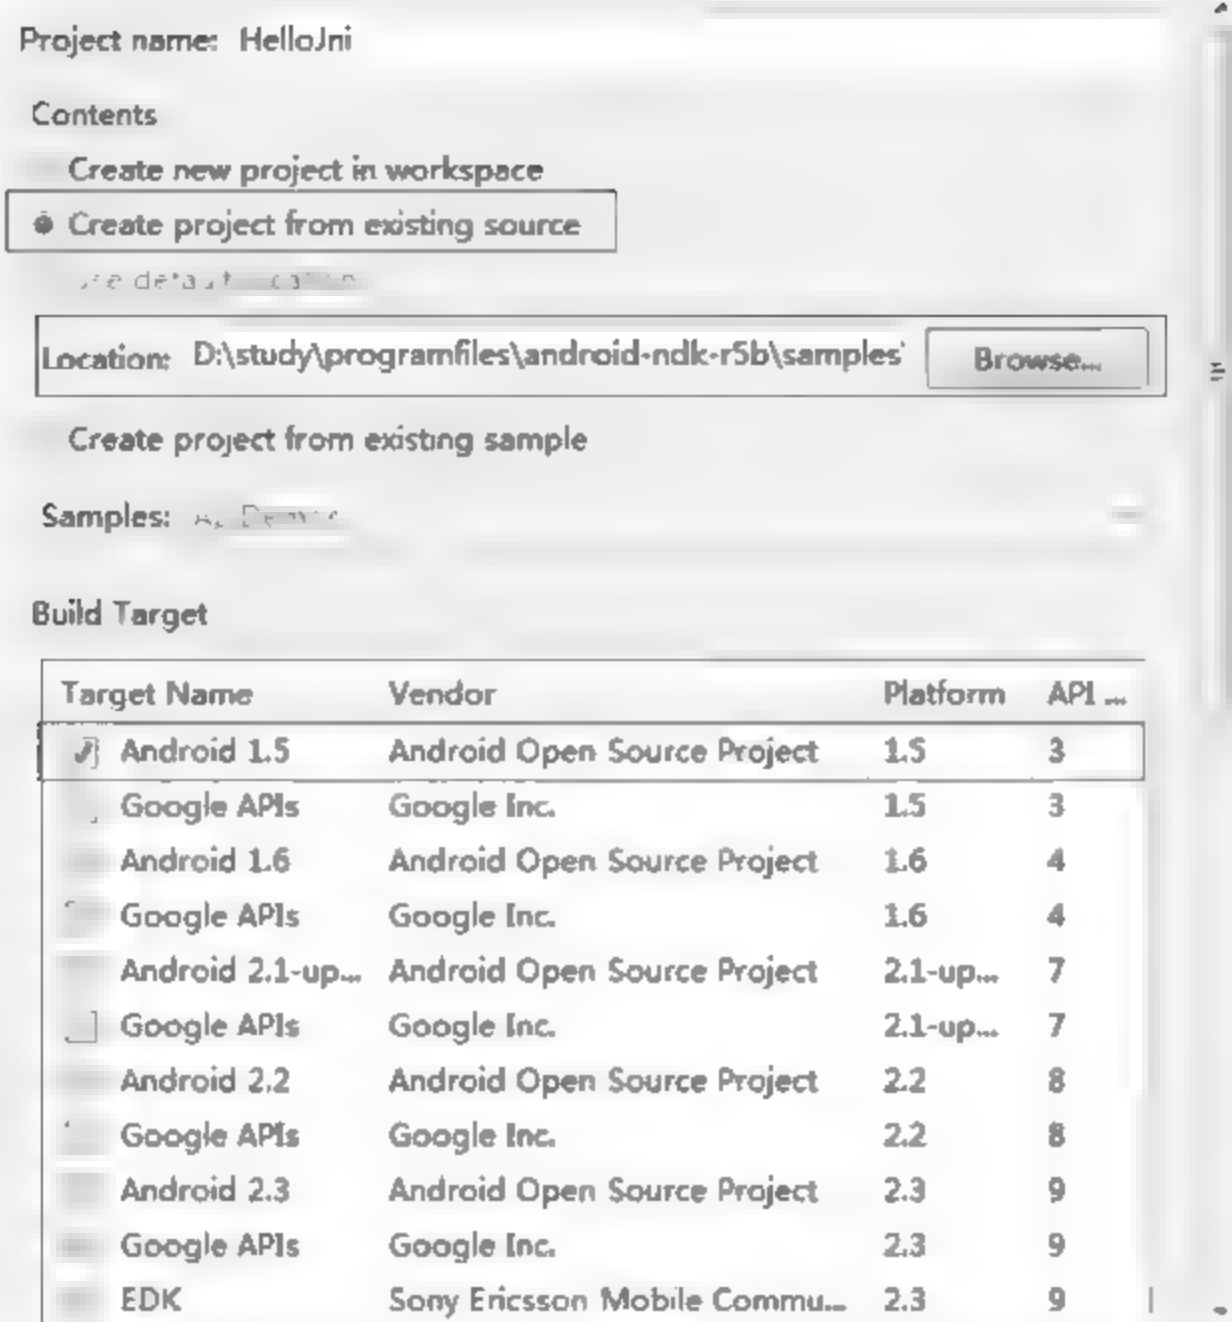 Project name: HelloJni
Contents
Create new project in workspace
Create project from existing source
Location: D:\study\programfiles\android-ndk-r5b\samples\ Browse...
Create project from existing sample
Samples:
Build Target
Target Name Vendor Platform API ...
Android 1.5 Android Open Source Project 1.5 3
Google APIs Google Inc. 1.5 3
Android 1.6 Android Open Source Project 1.6 4
Google APIs Google Inc. 1.6 4
Android 2.1-up... Android Open Source Project 2.1-up... 7
Google APIs Google Inc. 2.1-up... 7
Android 2.2 Android Open Source Project 2.2 8
Google APIs Google Inc. 2.2 8
Android 2.3 Android Open Source Project 2.3 9
Google APIs Google Inc. 2.3 9
EDK Sony Ericsson Mobile Commu... 2.3 9